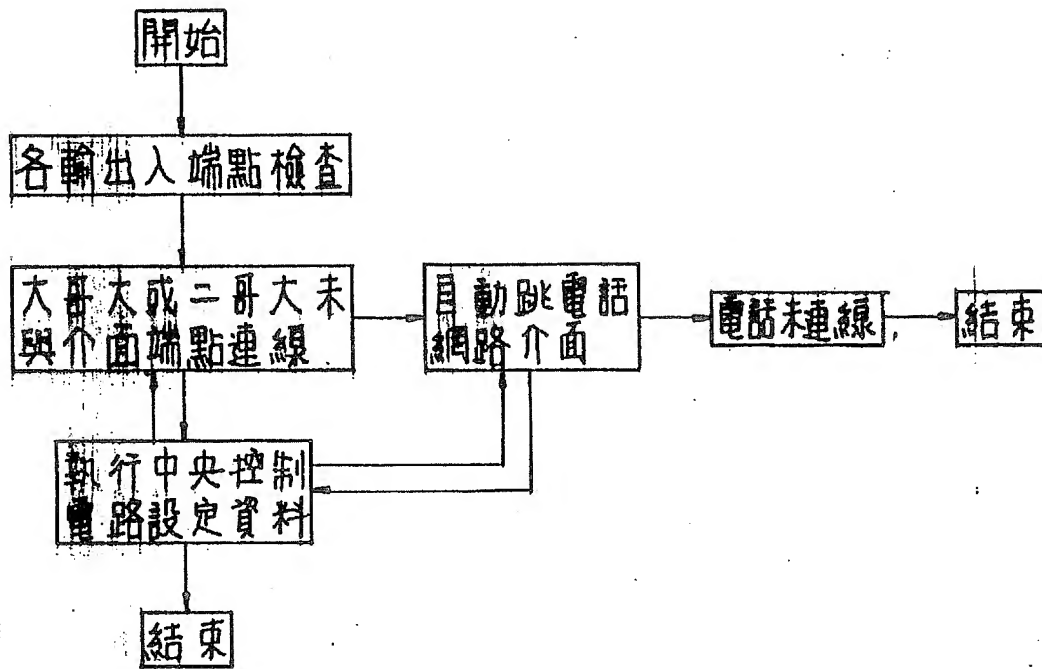 開始
各輸出入端點檢查
大哥大或二哥大未
與介面端點連線
自動跳電話
網路介面
電話未連線
結束
執行中央控制
電路設定資料
結束